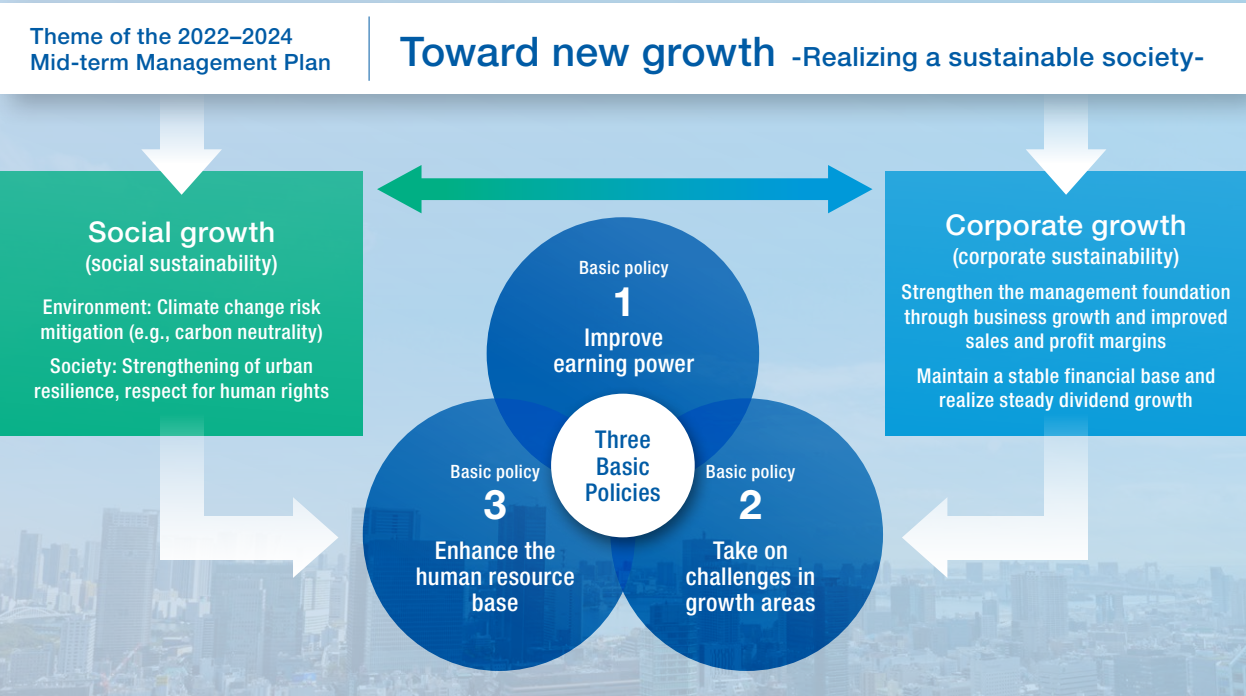 Theme of the 2022–2024
Mid-term Management Plan
Toward new growth -Realizing a sustainable society-
Social growth
(social sustainability)
Environment: Climate change risk
mitigation (e.g., carbon neutrality)
Society: Strengthening of urban
resilience, respect for human rights
Corporate growth
(corporate sustainability)
Strengthen the management foundation
through business growth and improved
sales and profit margins
Maintain a stable financial base and
realize steady dividend growth
Basic policy
1
Improve
earning power
Three
Basic
Policies
Basic policy
3
Enhance the
human resource
base
Basic policy
2
Take on
challenges in
growth areas